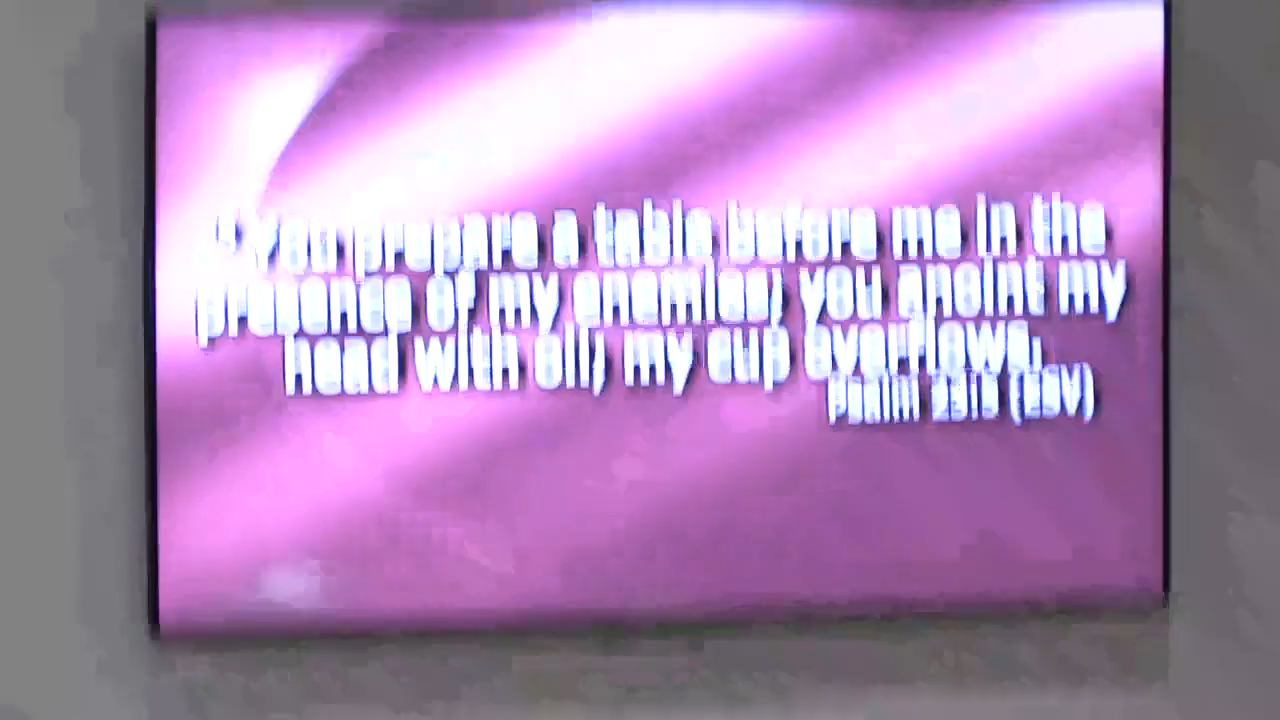 " You prepare a table before me in the
presence of my enemies; you anoint my
head with oil; my cup overflows.
Psalm 23:5 (ESV)